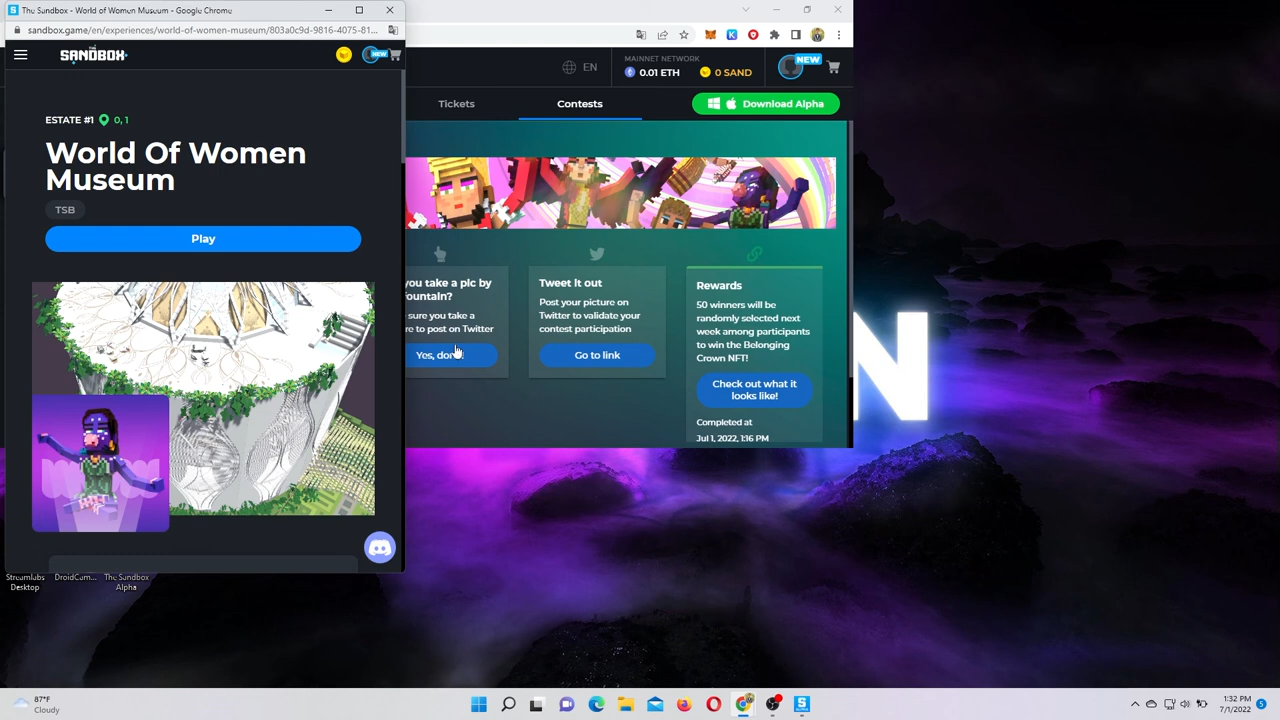 The Sandbox - World of Women Museum - Google Chrome
sandbox.game/en/experiences/world-of-women-museum/803a0c9d-9816-4075-81...
THE
SANDBOX
NEW
ESTATE #1 0, 1
World Of Women
Museum
TSB
Play
EN
MAINNET NETWORK
0.01 ETH
0 SAND
NEW
Tickets
Contests
Download Alpha
you take a pic by
fountain?
sure you take a
re to post on Twitter
Yes, done!
Tweet it out
Post your picture on
Twitter to validate your
contest participation
Go to link
Rewards
50 winners will be
randomly selected next
week among participants
to win the Belonging
Crown NFT!
Check out what it
looks like!
Completed at
Jul 1, 2022, 1:16 PM
N
Streamlabs
Desktop
DroidCam...
The Sandbox
Alpha
87°F
Cloudy
1:32 PM
7/1/2022
5